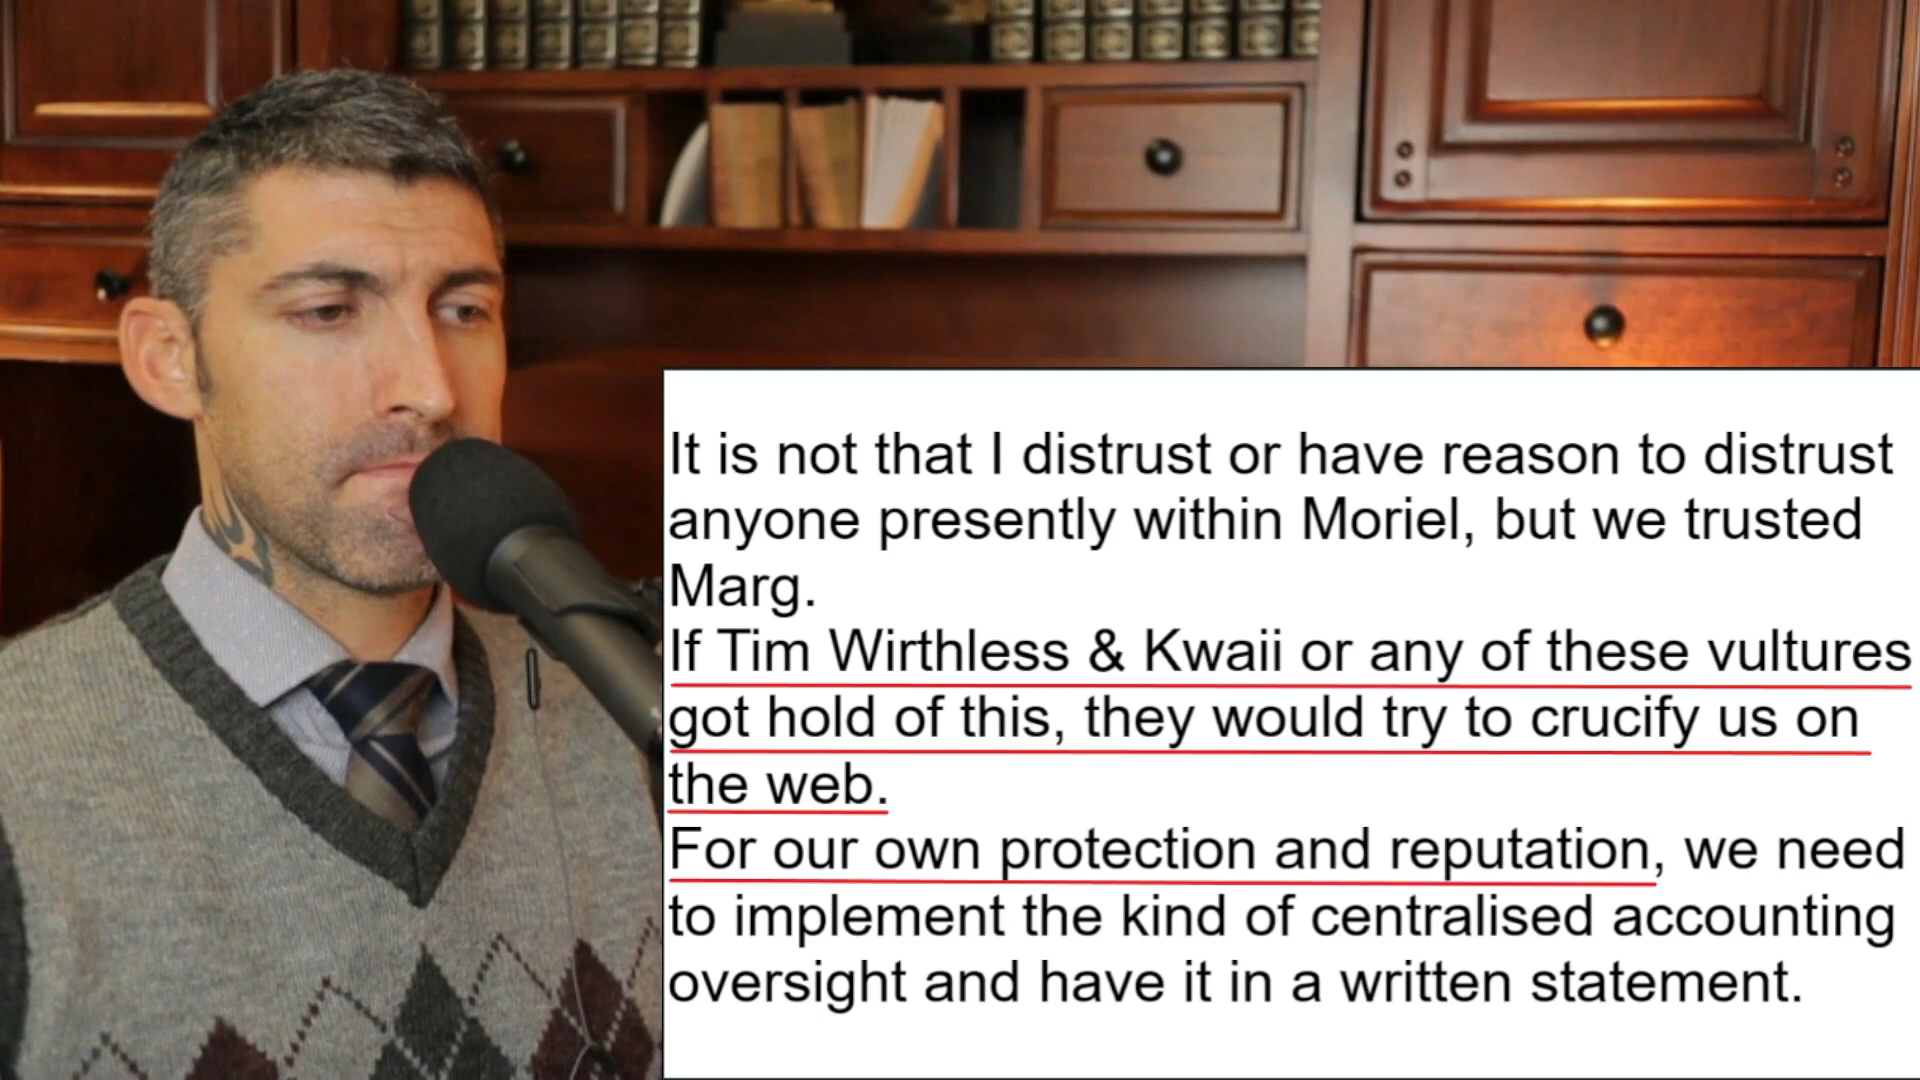 It is not that I distrust or have reason to distrust
anyone presently within Moriel, but we trusted
Marg.
If Tim Wirthless & Kwaii or any of these vultures
got hold of this, they would try to crucify us on
the web.
For our own protection and reputation, we need
to implement the kind of centralised accounting
oversight and have it in a written statement.